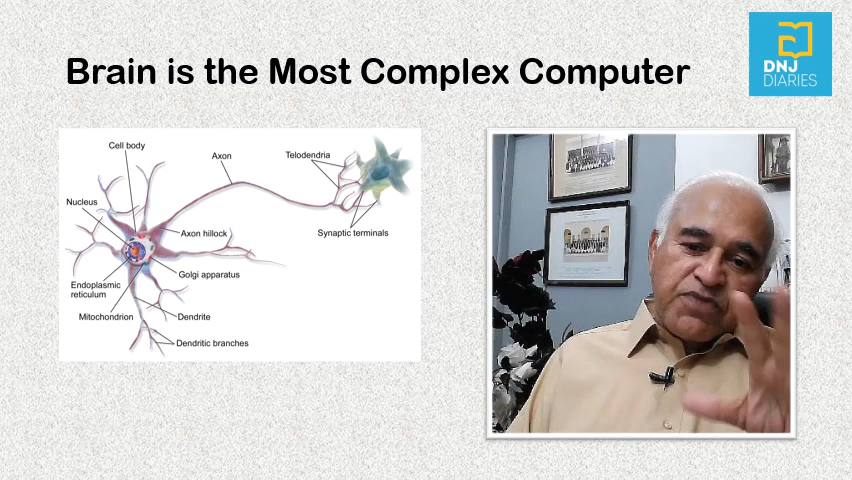 Brain is the Most Complex Computer
DNJ
DIARIES
Cell body
Axon
Telodendria
Nucleus
Axon hillock
Synaptic terminals
Golgi apparatus
Endoplasmic
reticulum
Mitochondrion
Dendrite
Dendritic branches